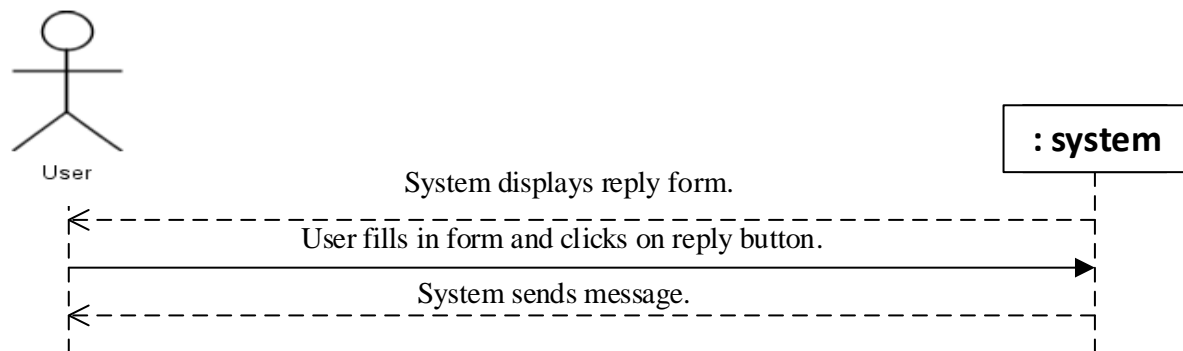 : system
User
System displays reply form.
User fills in form and clicks on reply button.
System sends message.